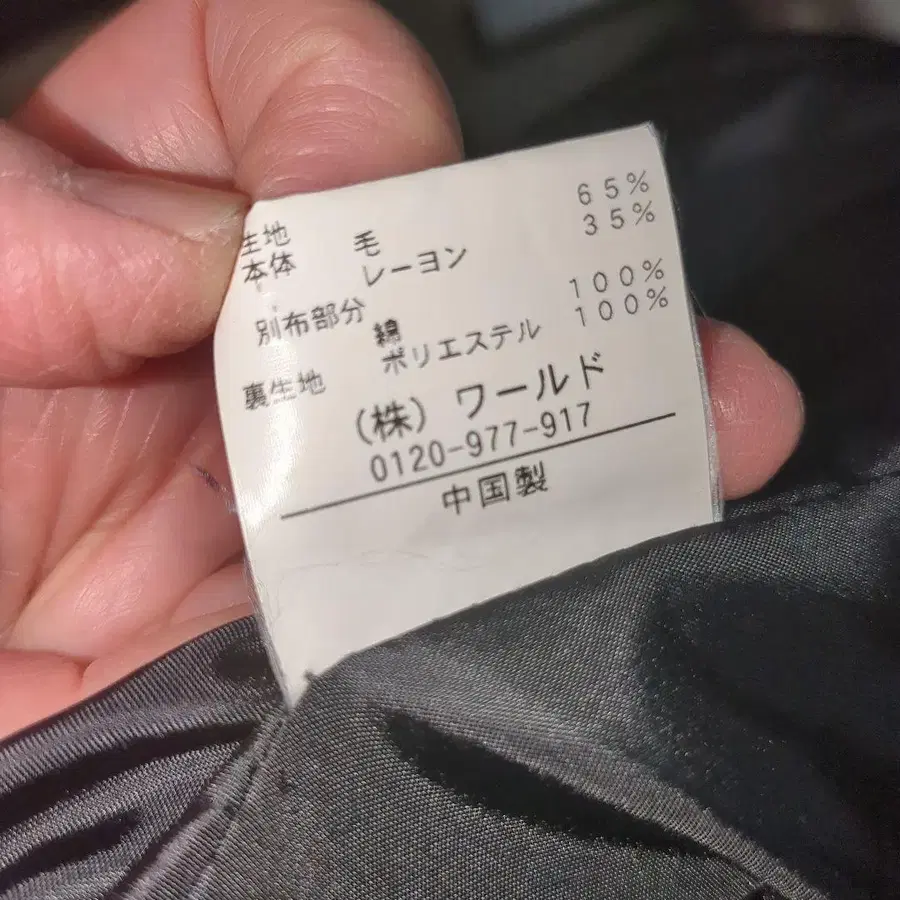 生地 毛 65%
本体 レーヨン 35%
別布部分 綿 100%
裏生地 ポリエステル 100%
(株) ワールド
0120-977-917
中国製